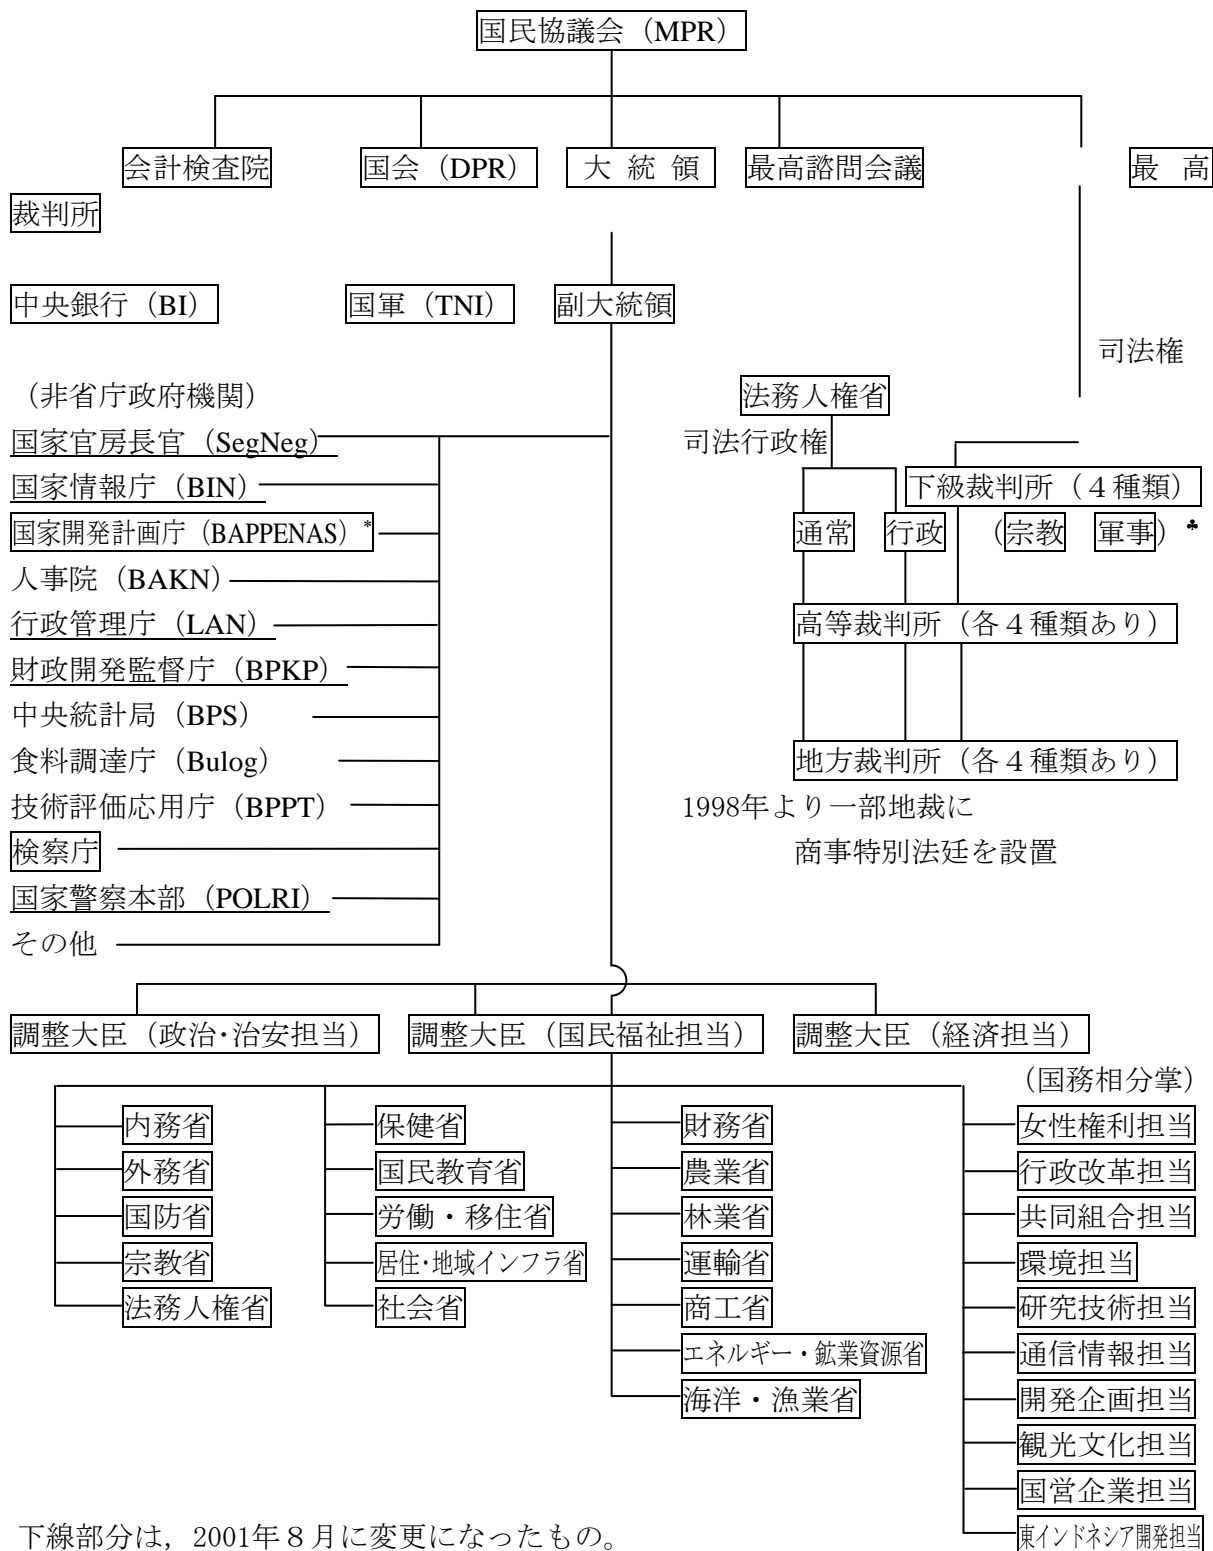 国民協議会（MPR）
会計検査院　国会（DPR）　大 統 領　最高諮問会議　最 高
裁判所
中央銀行（BI）　国軍（TNI）　副大統領
司法権
（非省庁政府機関）　法務人権省
国家官房長官（SegNeg）　司法行政権
国家情報庁（BIN）　下級裁判所（４種類）
国家開発計画庁（BAPPENAS）*　通常　行政　（宗教　軍事）♣
人事院（BAKN）
行政管理庁（LAN）　高等裁判所（各４種類あり）
財政開発監督庁（BPKP）
中央統計局（BPS）
食料調達庁（Bulog）　地方裁判所（各４種類あり）
技術評価応用庁（BPPT）　1998年より一部地裁に
検察庁　商事特別法廷を設置
国家警察本部（POLRI）
その他
調整大臣（政治･治安担当）　調整大臣（国民福祉担当）　調整大臣（経済担当）
（国務相分掌）
内務省　保健省　財務省　女性権利担当
外務省　国民教育省　農業省　行政改革担当
国防省　労働・移住省　林業省　共同組合担当
宗教省　居住･地域インフラ省　運輸省　環境担当
法務人権省　社会省　商工省　研究技術担当
エネルギー・鉱業資源省　通信情報担当
海洋・漁業省　開発企画担当
観光文化担当
国営企業担当
下線部分は，2001年８月に変更になったもの。　東インドネシア開発担当